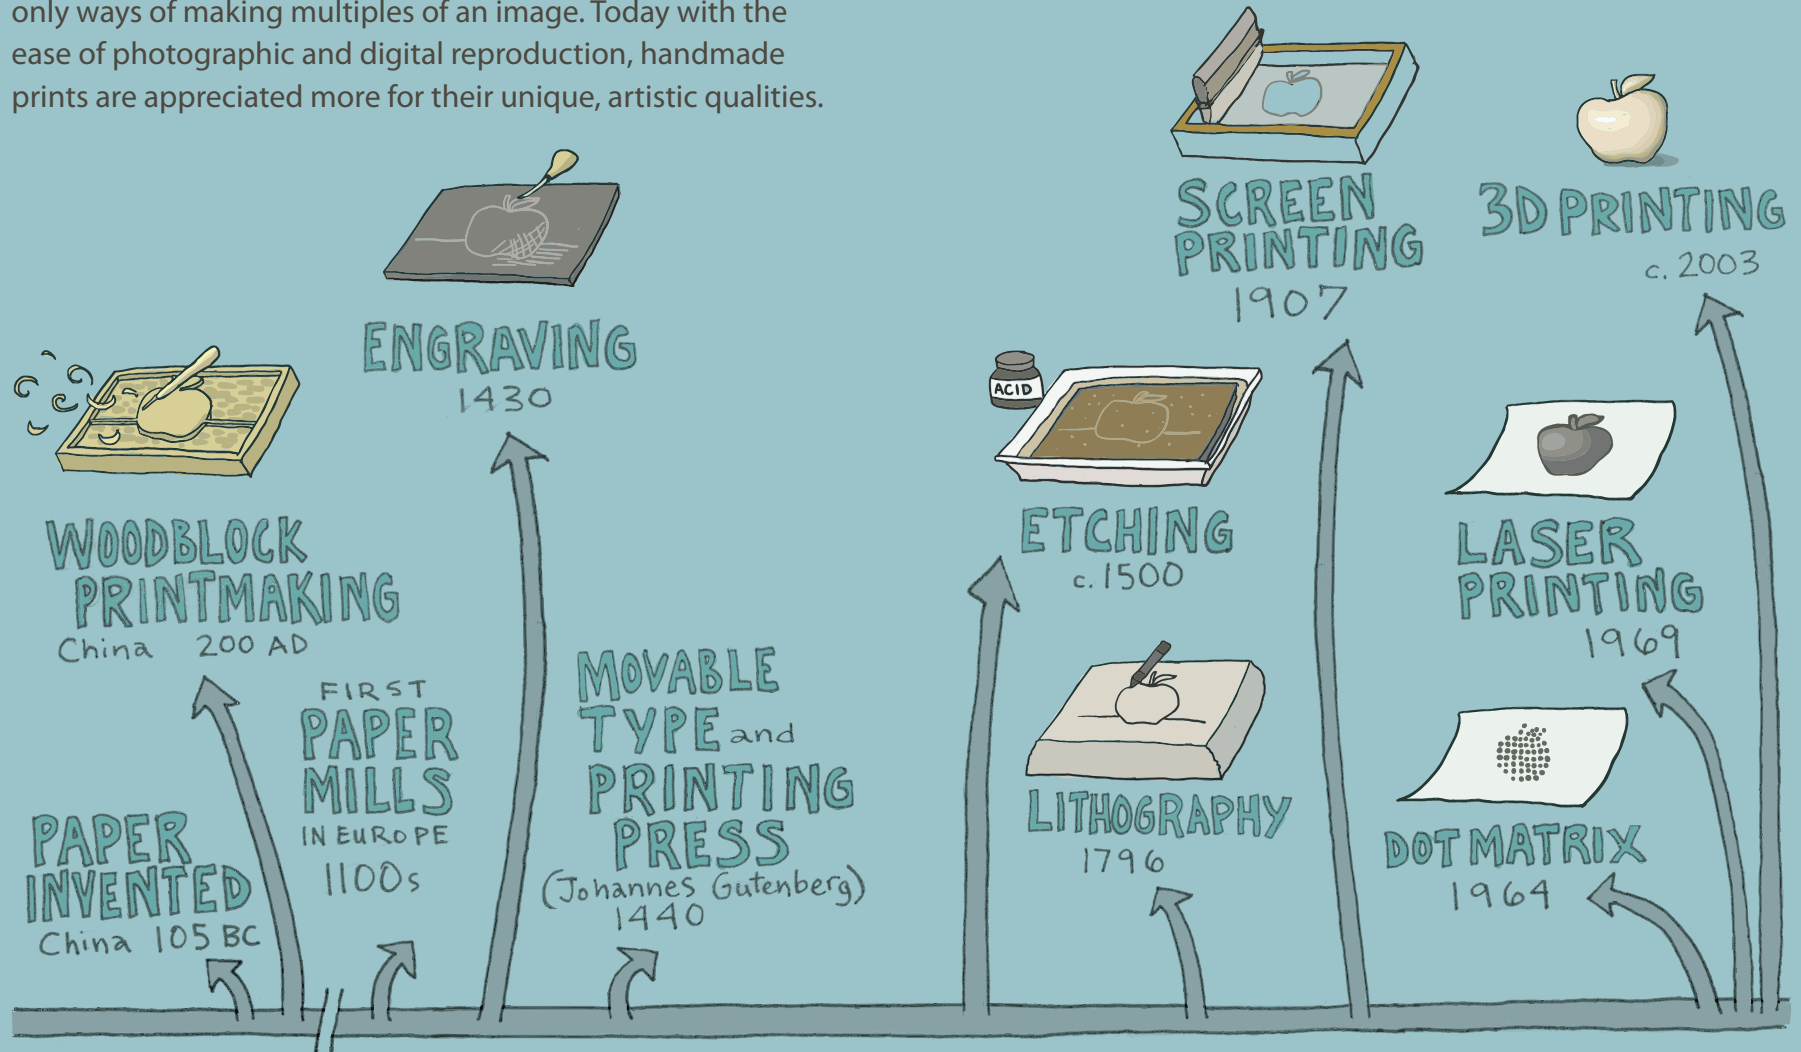 only ways of making multiples of an image. Today with the
ease of photographic and digital reproduction, handmade
prints are appreciated more for their unique, artistic qualities.
PAPER
INVENTED
China 105 BC
WOODBLOCK
PRINTMAKING
China 200 AD
FIRST
PAPER
MILLS
IN EUROPE
1100s
ENGRAVING
1430
MOVABLE
TYPE and
PRINTING
PRESS
(Johannes Gutenberg)
1440
ACID
ETCHING
c. 1500
LITHOGRAPHY
1796
SCREEN
PRINTING
1907
DOT MATRIX
1964
LASER
PRINTING
1969
3D PRINTING
c. 2003